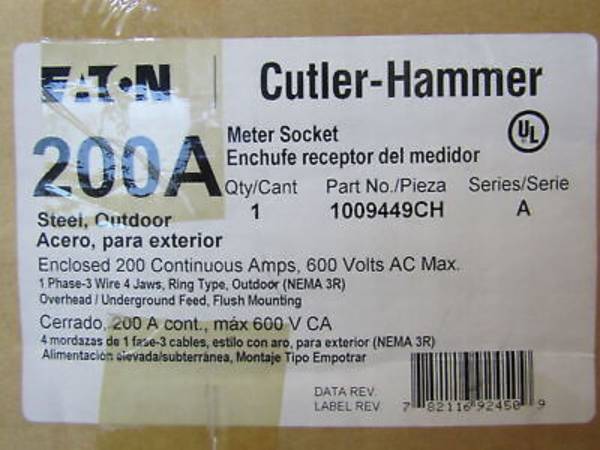 EATON
Cutler-Hammer
200A
Meter Socket
Enchufe receptor del medidor
UL
Qty/Cant Part No./Pieza Series/Serie
1 1009449CH A
Steel, Outdoor
Acero, para exterior
Enclosed 200 Continuous Amps, 600 Volts AC Max.
1 Phase-3 Wire 4 Jaws, Ring Type, Outdoor (NEMA 3R)
Overhead / Underground Feed, Flush Mounting
Cerrado, 200 A cont., máx 600 V CA
4 mordazas de 1 fase-3 cables, estilo con aro, para exterior (NEMA 3R)
Alimentación elevada/subterránea, Montaje Tipo Empotrar
DATA REV.
LABEL REV
7 82116 92450 9